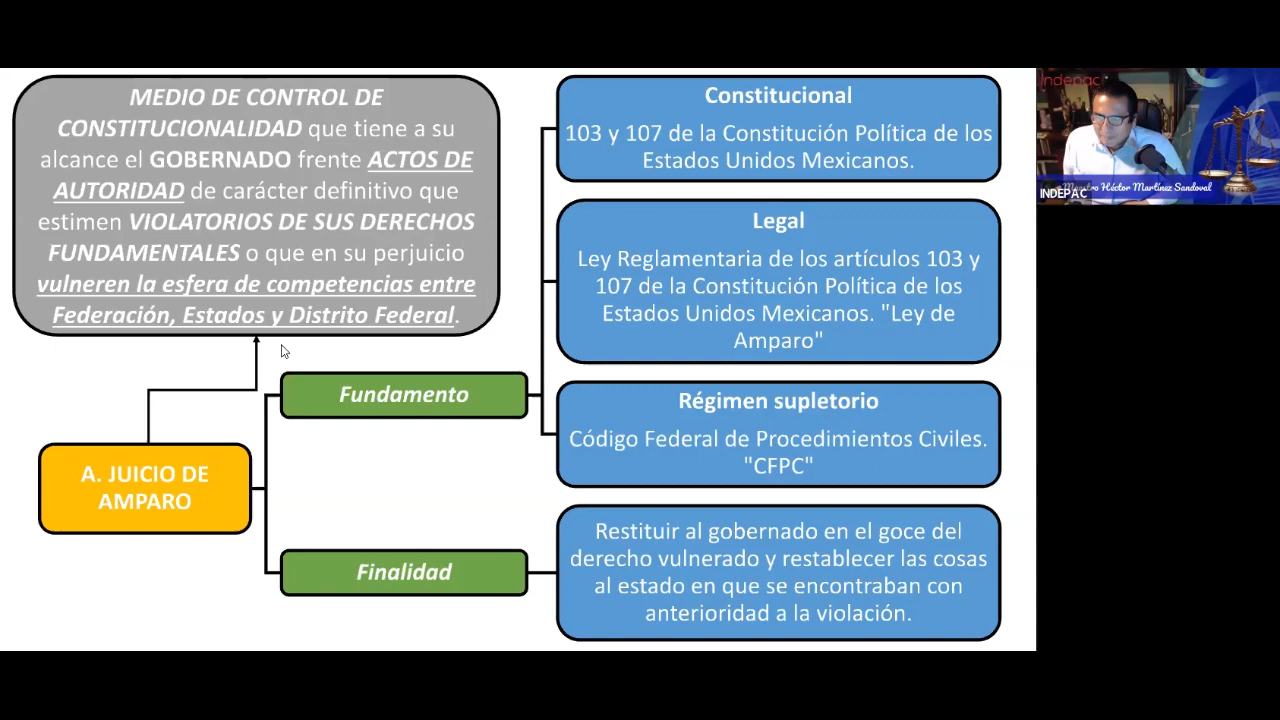 MEDIO DE CONTROL DE
CONSTITUCIONALIDAD que tiene a su
alcance el GOBERNADO frente ACTOS DE
AUTORIDAD de carácter definitivo que
estimen VIOLATORIOS DE SUS DERECHOS
FUNDAMENTALES o que en su perjuicio
vulneren la esfera de competencias entre
Federación, Estados y Distrito Federal.
A. JUICIO DE
AMPARO
Fundamento
Constitucional
103 y 107 de la Constitución Política de los
Estados Unidos Mexicanos.
Legal
Ley Reglamentaria de los artículos 103 y
107 de la Constitución Política de los
Estados Unidos Mexicanos. "Ley de
Amparo"
Régimen supletorio
Código Federal de Procedimientos Civiles.
"CFPC"
Finalidad
Restituir al gobernado en el goce del
derecho vulnerado y restablecer las cosas
al estado en que se encontraban con
anterioridad a la violación.
Indepac
Maestro Héctor Martínez Sandoval
INDEPAC